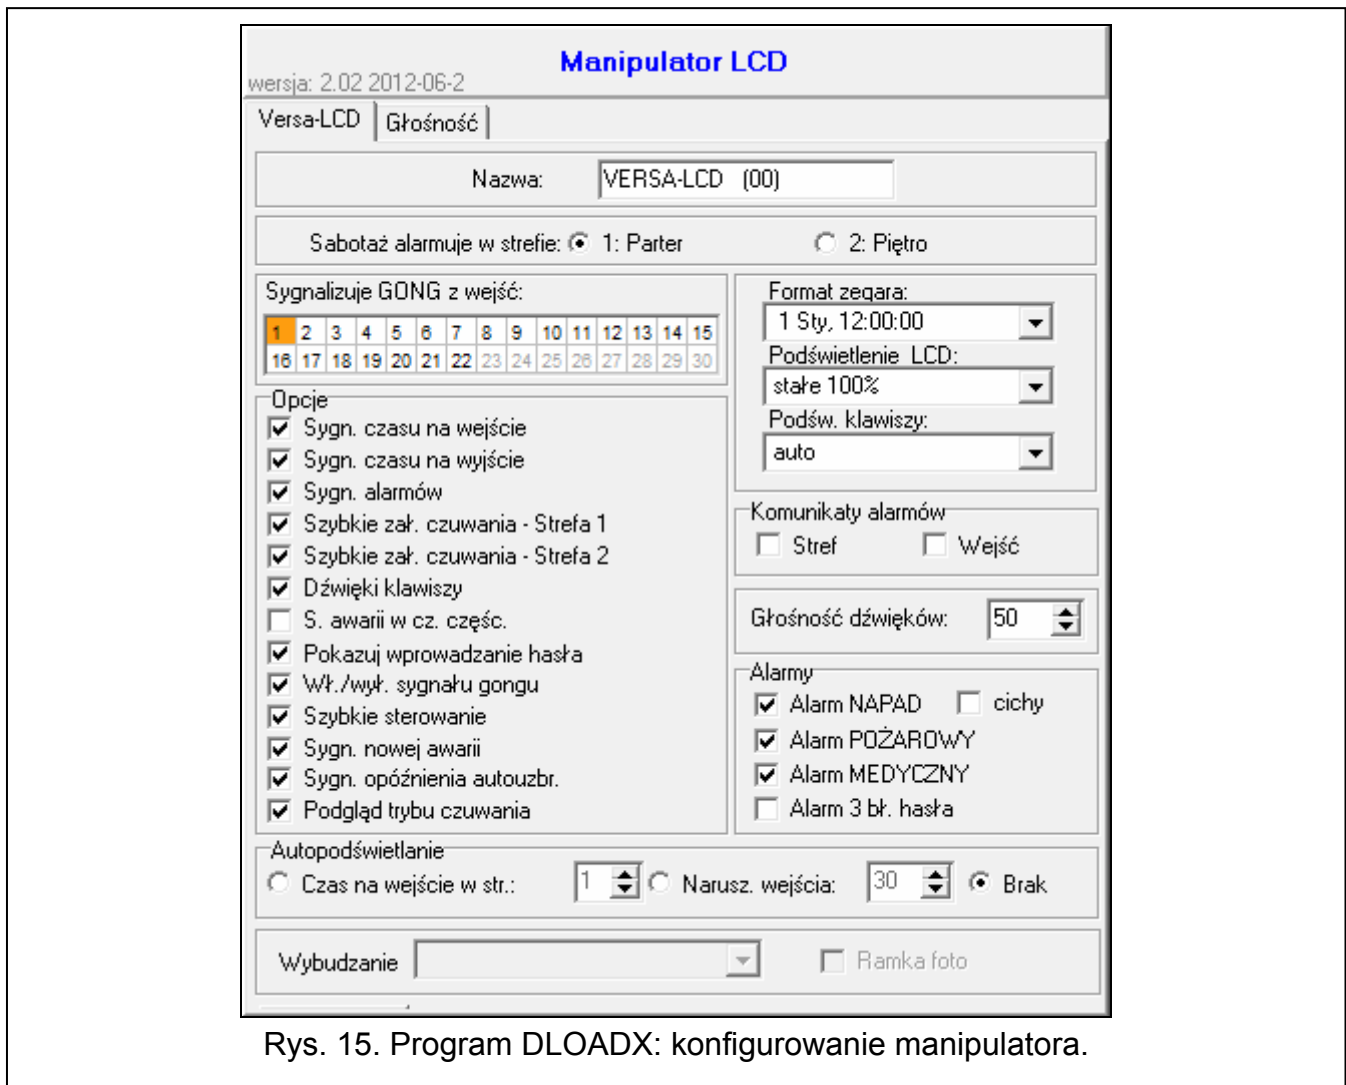 Manipulator LCD
wersja: 2.02 2012-06-2
Versa-LCD
Głośność
Nazwa: VERSA-LCD (00)
Sabotaż alarmuje w strefie: 1: Parter 2: Piętro
Sygnalizuje GONG z wejść:
1 2 3 4 5 6 7 8 9 10 11 12 13 14 15
16 17 18 19 20 21 22 23 24 25 26 27 28 29 30
Opcje
Sygn. czasu na wejście
Sygn. czasu na wyjście
Sygn. alarmów
Szybkie zał. czuwania - Strefa 1
Szybkie zał. czuwania - Strefa 2
Dźwięki klawiszy
S. awarii w cz. częśc.
Pokazuj wprowadzanie hasła
Wł./wył. sygnału gongu
Szybkie sterowanie
Sygn. nowej awarii
Sygn. opóźnienia autouzbr.
Podgląd trybu czuwania
Format zegara:
1 Sty, 12:00:00
Podświetlenie LCD:
stałe 100%
Podśw. klawiszy:
auto
Komunikaty alarmów
Stref Wejść
Głośność dźwięków: 50
Alarmy
Alarm NAPAD cichy
Alarm POŻAROWY
Alarm MEDYCZNY
Alarm 3 bł. hasła
Autopodświetlanie
Czas na wejście w str.: 1 Narusz. wejścia: 30 Brak
Wybudzanie Ramka foto
Rys. 15. Program DLOADX: konfigurowanie manipulatora.